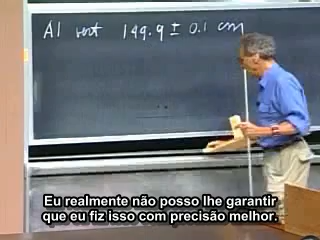 Al vert 149.9 ± 0.1 cm
Eu realmente não posso lhe garantir
que eu fiz isso com precisão melhor.